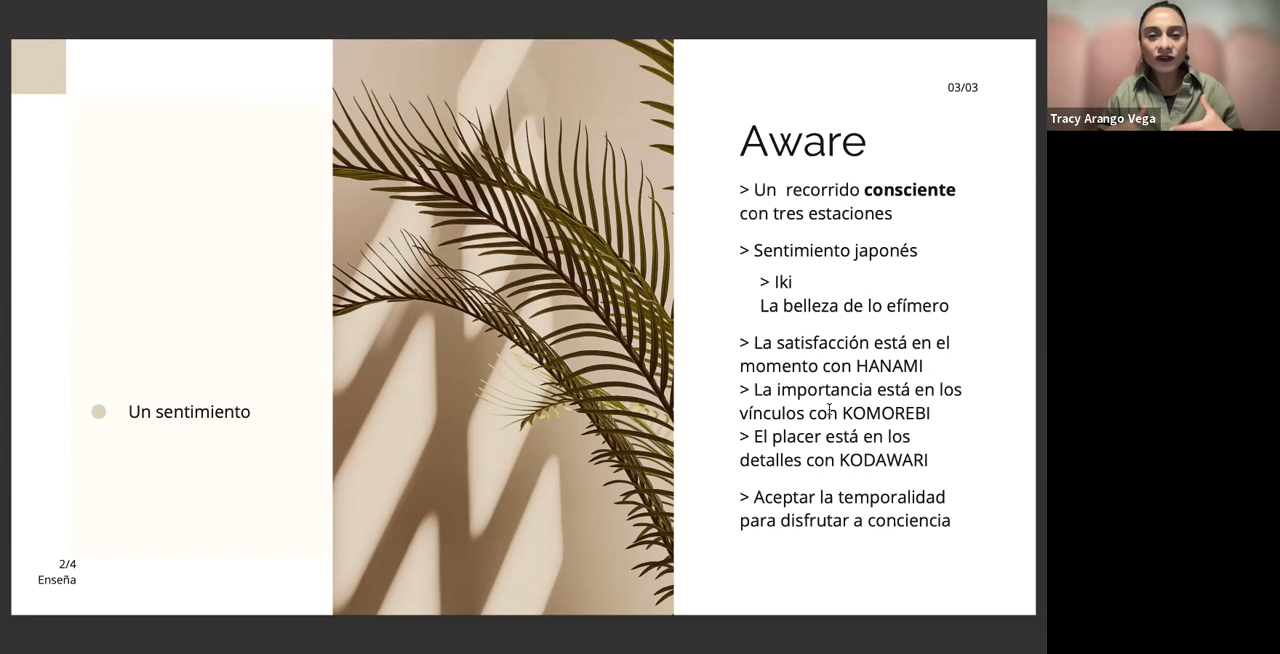 Un sentimiento
2/4
Enseña
03/03
Aware
> Un recorrido consciente
con tres estaciones
> Sentimiento japonés
> Iki
La belleza de lo efímero
> La satisfacción está en el
momento con HANAMI
> La importancia está en los
vínculos con KOMOREBI
> El placer está en los
detalles con KODAWARI
> Aceptar la temporalidad
para disfrutar a conciencia
Tracy Arango Vega